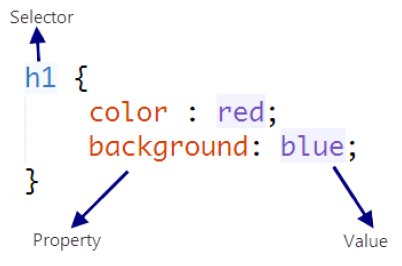 Selector
h1 {
color : red;
background: blue;
}
Property
Value